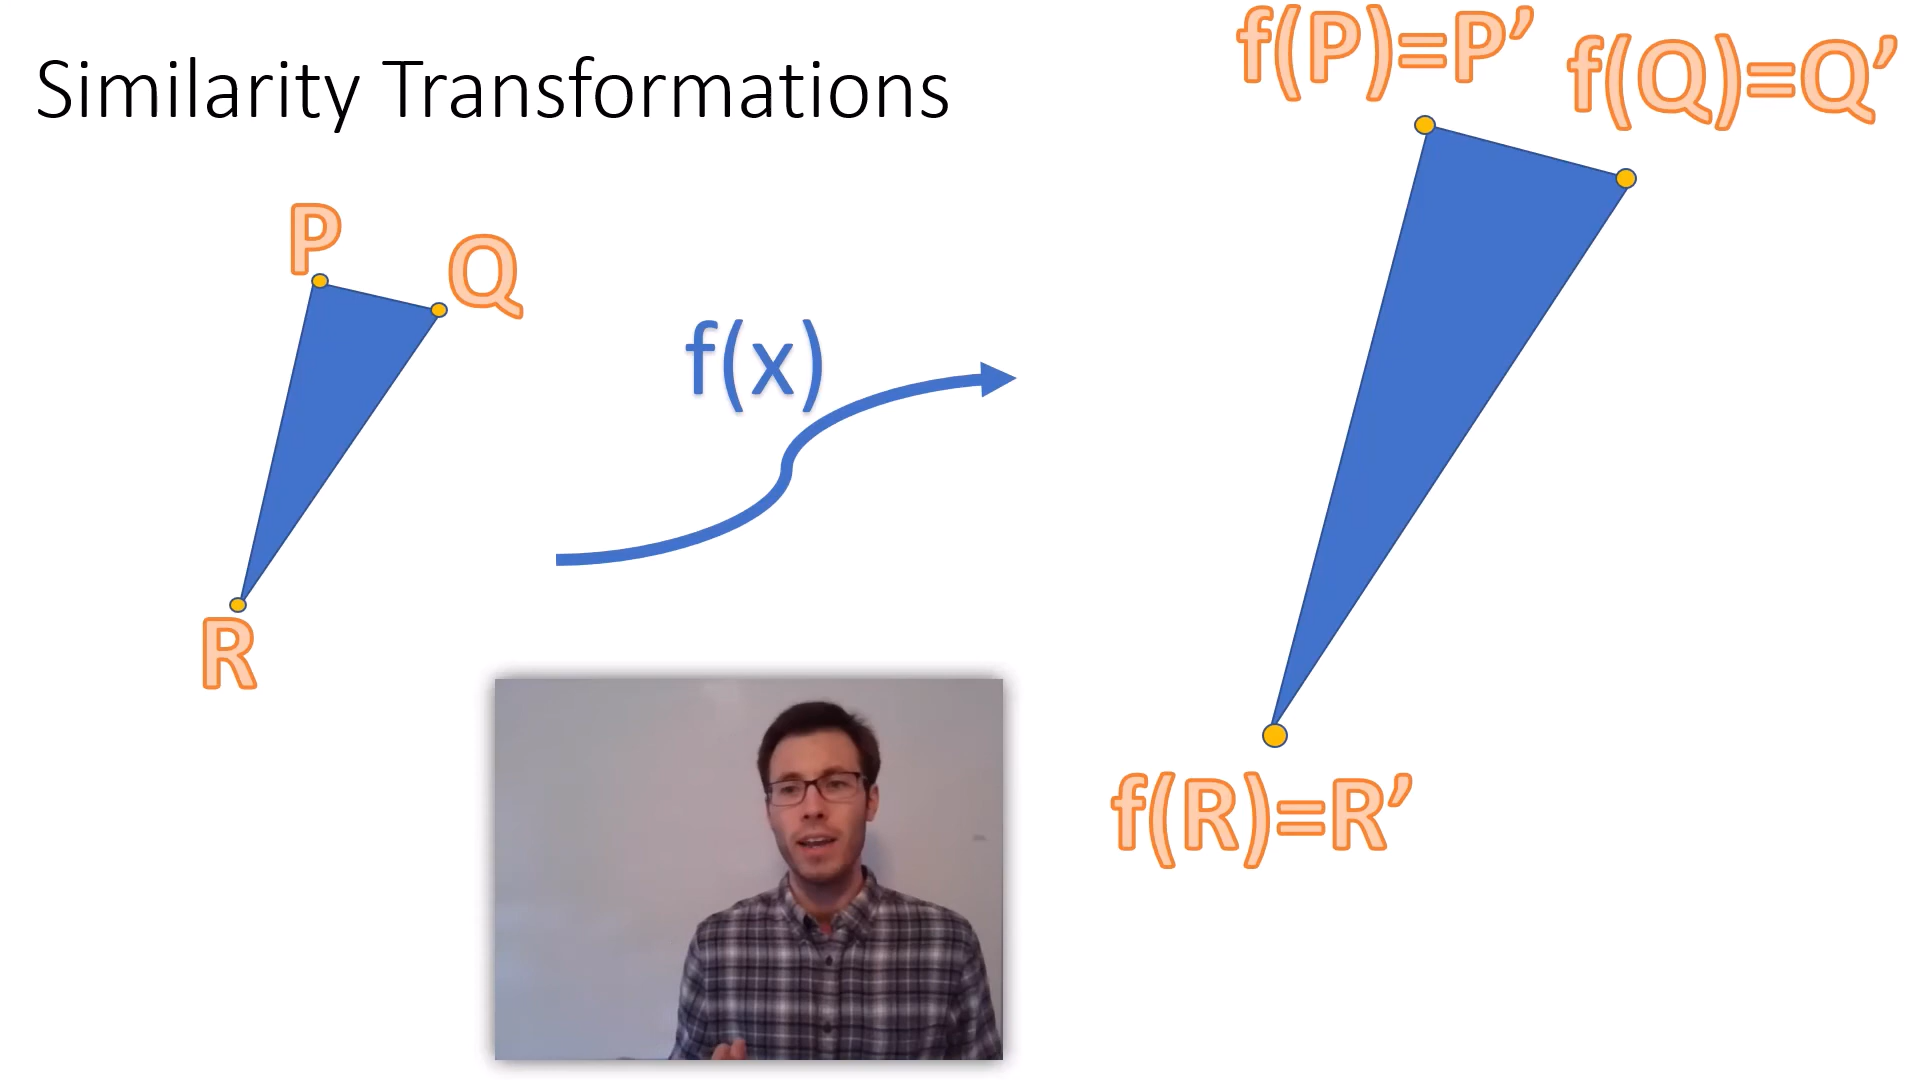 Similarity Transformations
f(P)=P’
f(Q)=Q’
P
Q
f(x)
R
f(R)=R’